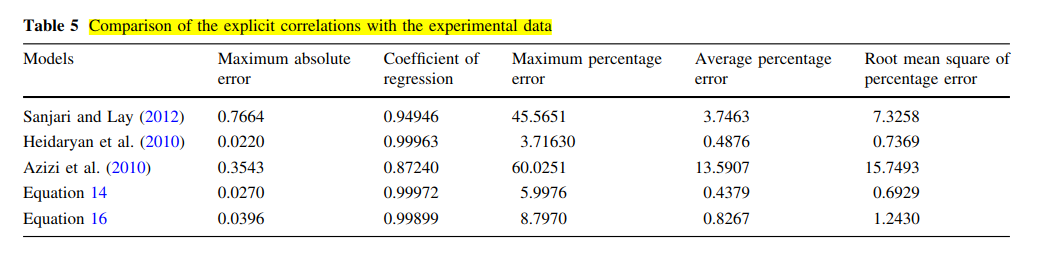 Table 5 Comparison of the explicit correlations with the experimental data
Models Maximum absolute error Coefficient of regression Maximum percentage error Average percentage error Root mean square of percentage error
Sanjari and Lay (2012) 0.7664 0.94946 45.5651 3.7463 7.3258
Heidaryan et al. (2010) 0.0220 0.99963 3.71630 0.4876 0.7369
Azizi et al. (2010) 0.3543 0.87240 60.0251 13.5907 15.7493
Equation 14 0.0270 0.99972 5.9976 0.4379 0.6929
Equation 16 0.0396 0.99899 8.7970 0.8267 1.2430